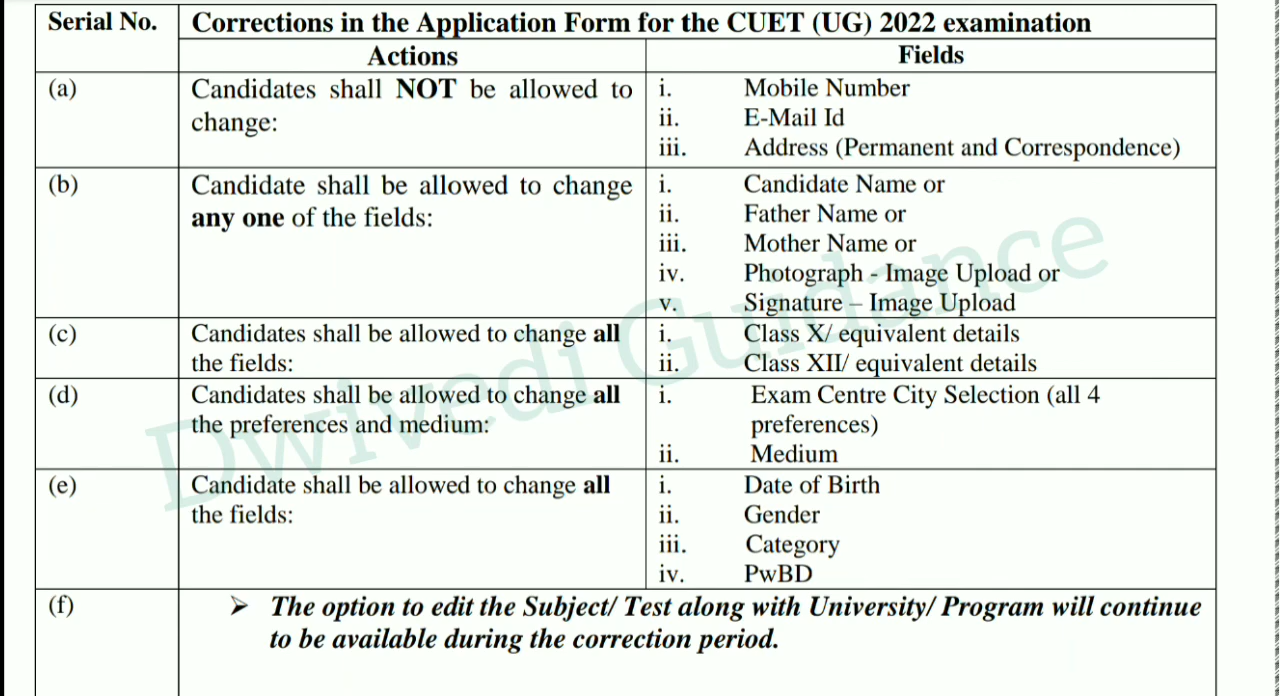 Serial No. Corrections in the Application Form for the CUET (UG) 2022 examination
Actions Fields
(a) Candidates shall NOT be allowed to i. Mobile Number
change: ii. E-Mail Id
iii. Address (Permanent and Correspondence)
(b) Candidate shall be allowed to change i. Candidate Name or
any one of the fields: ii. Father Name or
iii. Mother Name or
iv. Photograph - Image Upload or
v. Signature – Image Upload
(c) Candidates shall be allowed to change all i. Class X/ equivalent details
the fields: ii. Class XII/ equivalent details
(d) Candidates shall be allowed to change all i. Exam Centre City Selection (all 4
the preferences and medium: preferences)
ii. Medium
(e) Candidate shall be allowed to change all i. Date of Birth
the fields: ii. Gender
iii. Category
iv. PwBD
(f) ➢ The option to edit the Subject/ Test along with University/ Program will continue
to be available during the correction period.
Dwivedi Guidance